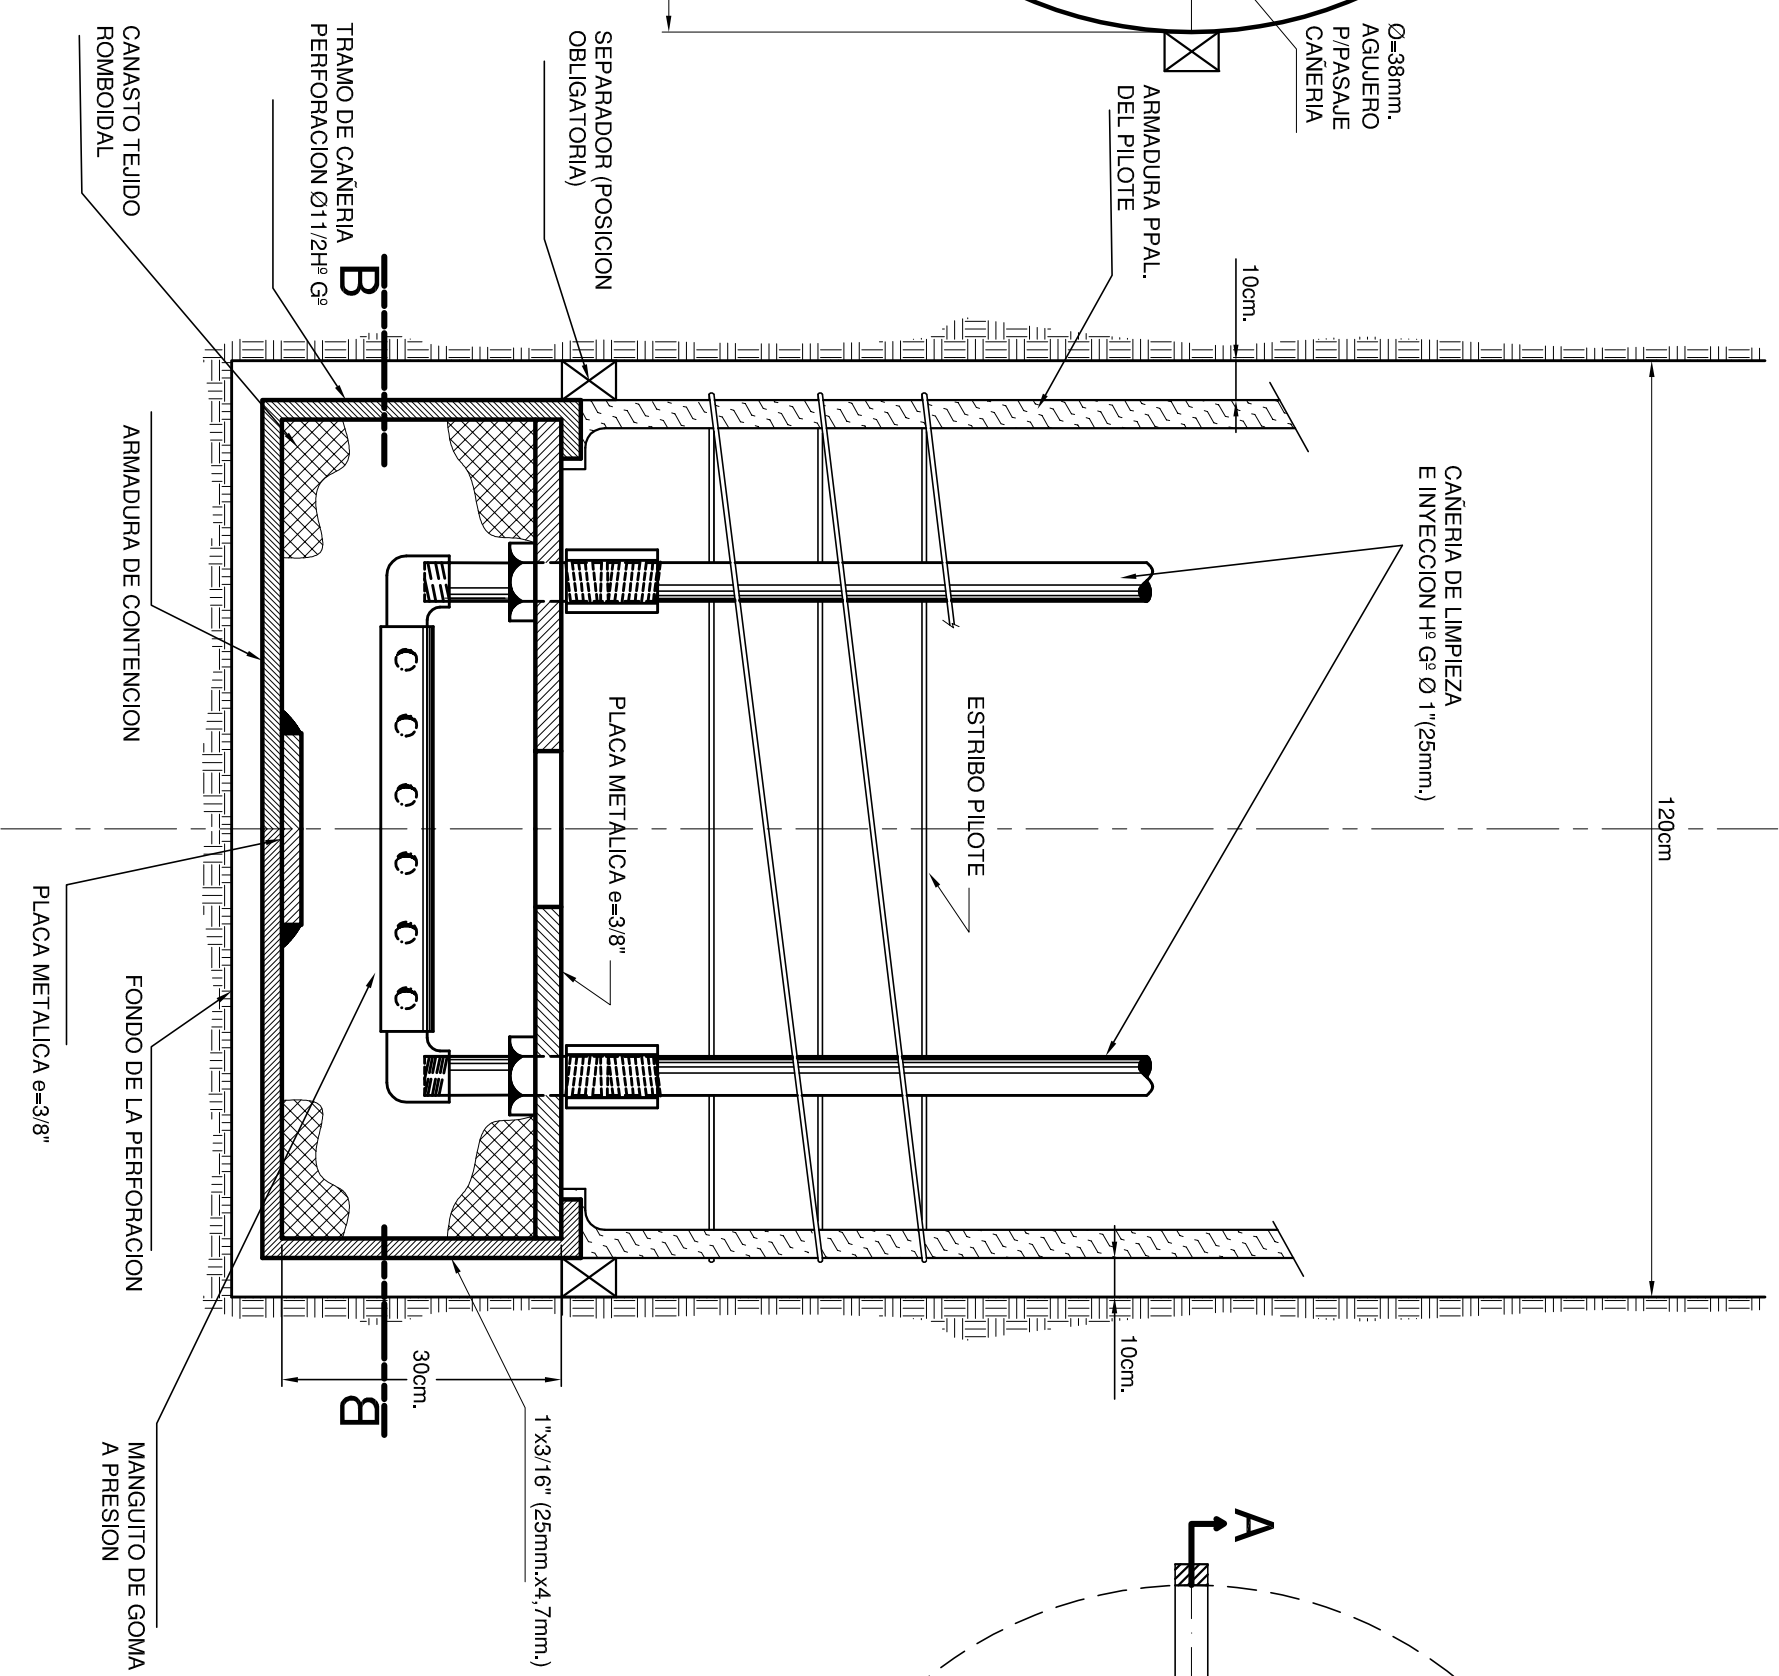 Ø=38mm.
AGUJERO
P/PASAJE
CAÑERIA
ARMADURA PPAL.
DEL PILOTE
SEPARADOR (POSICION
OBLIGATORIA)
TRAMO DE CAÑERIA
PERFORACION Ø11/2Hº Gº
CANASTO TEJIDO
ROMBOIDAL
10cm.
B
120cm
CAÑERIA DE LIMPIEZA
E INYECCION Hº Gº Ø 1"(25mm.)
ESTRIBO PILOTE
PLACA METALICA e=3/8"
ARMADURA DE CONTENCION
PLACA METALICA e=3/8"
FONDO DE LA PERFORACION
10cm.
30cm.
B
1"x3/16" (25mm.x4,7mm.)
MANGUITO DE GOMA
A PRESION
A